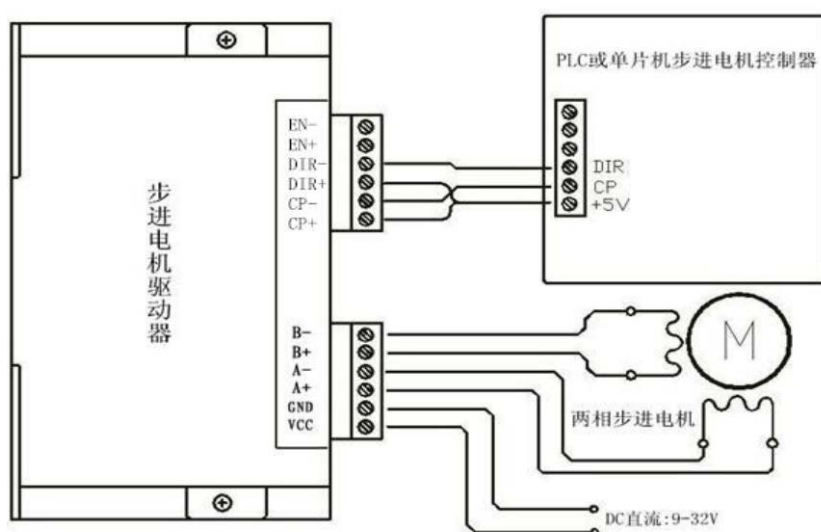 PLC或单片机步进电机控制器
EN-
EN+
DIR-
DIR+
CP-
CP+
DIR
CP
+5V
步进电机驱动器
B-
B+
A-
A+
GND
VCC
M
两相步进电机
DC直流:9-32V